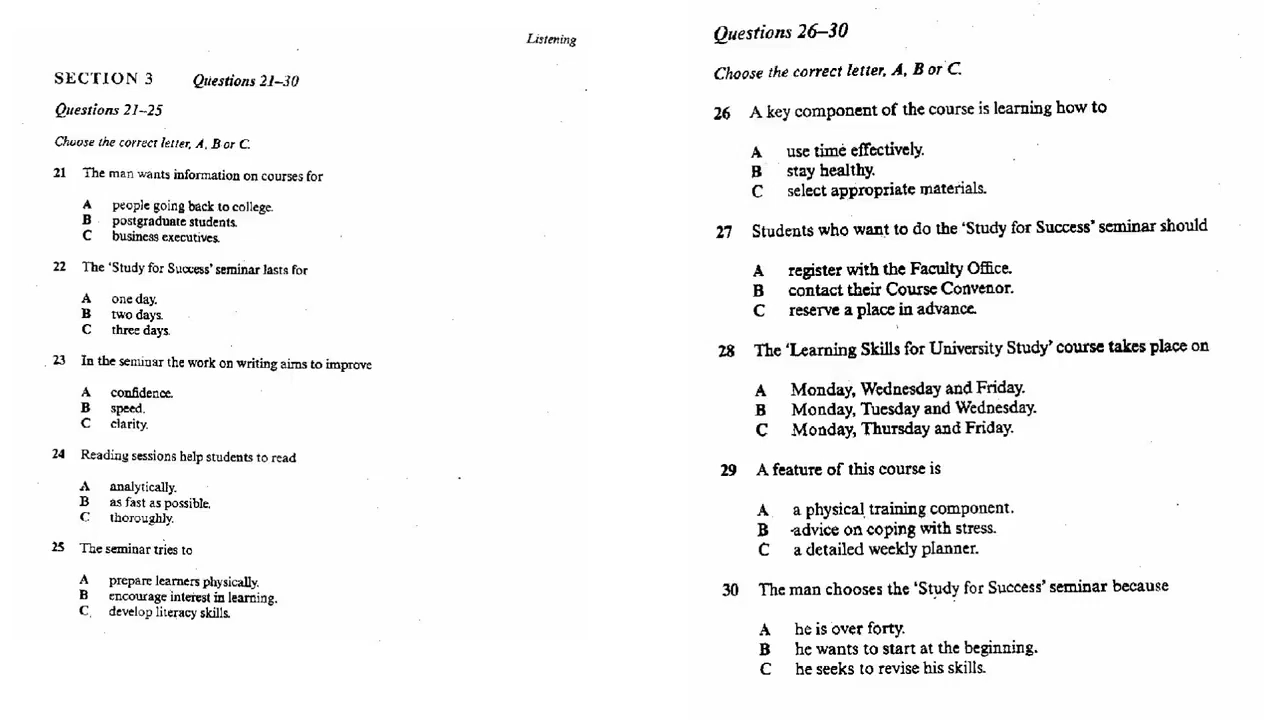 Listening
SECTION 3 Questions 21–30
Questions 21–25
Choose the correct letter, A, B or C.
21 The man wants information on courses for
A people going back to college.
B postgraduate students.
C business executives.
22 The 'Study for Success' seminar lasts for
A one day.
B two days.
C three days.
23 In the seminar the work on writing aims to improve
A confidence.
B speed.
C clarity.
24 Reading sessions help students to read
A analytically.
B as fast as possible.
C thoroughly.
25 The seminar tries to
A prepare learners physically.
B encourage interest in learning.
C develop literacy skills.
Questions 26–30
Choose the correct letter, A, B or C.
26 A key component of the course is learning how to
A use time effectively.
B stay healthy.
C select appropriate materials.
27 Students who want to do the 'Study for Success' seminar should
A register with the Faculty Office.
B contact their Course Convenor.
C reserve a place in advance.
28 The 'Learning Skills for University Study' course takes place on
A Monday, Wednesday and Friday.
B Monday, Tuesday and Wednesday.
C Monday, Thursday and Friday.
29 A feature of this course is
A a physical training component.
B advice on coping with stress.
C a detailed weekly planner.
30 The man chooses the 'Study for Success' seminar because
A he is over forty.
B he wants to start at the beginning.
C he seeks to revise his skills.